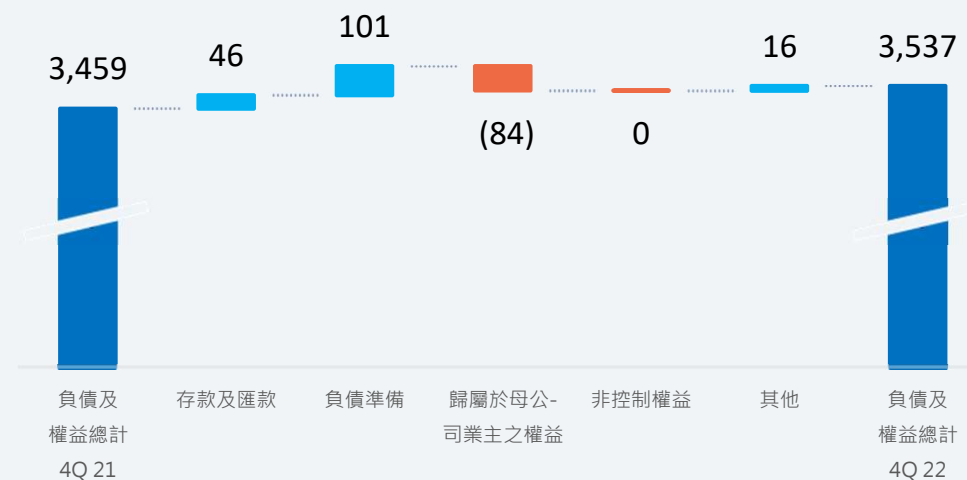 3,459
46
101
(84)
0
16
3,537
負債及
權益總計
4Q 21
存款及匯款
負債準備
歸屬於母公-
司業主之權益
非控制權益
其他
負債及
權益總計
4Q 22